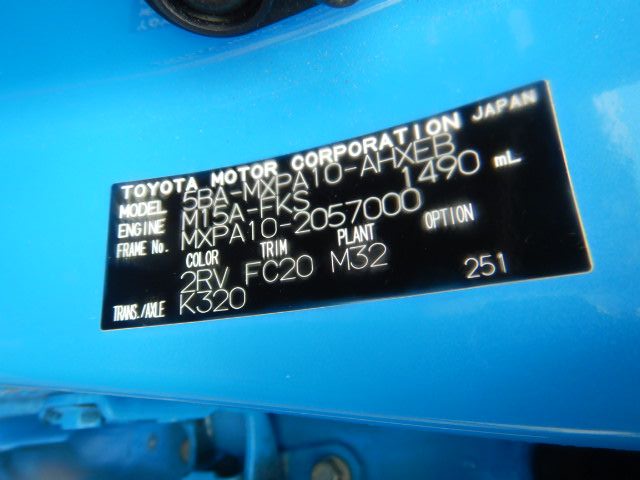 TOYOTA MOTOR CORPORATION JAPAN
MODEL 5BA-MXPA10-AHXEB
ENGINE M15A-FKS 1490 mL
FRAME No. MXPA10-2057000
COLOR TRIM PLANT OPTION
2RV FC20 M32
TRANS./AXLE K320 251